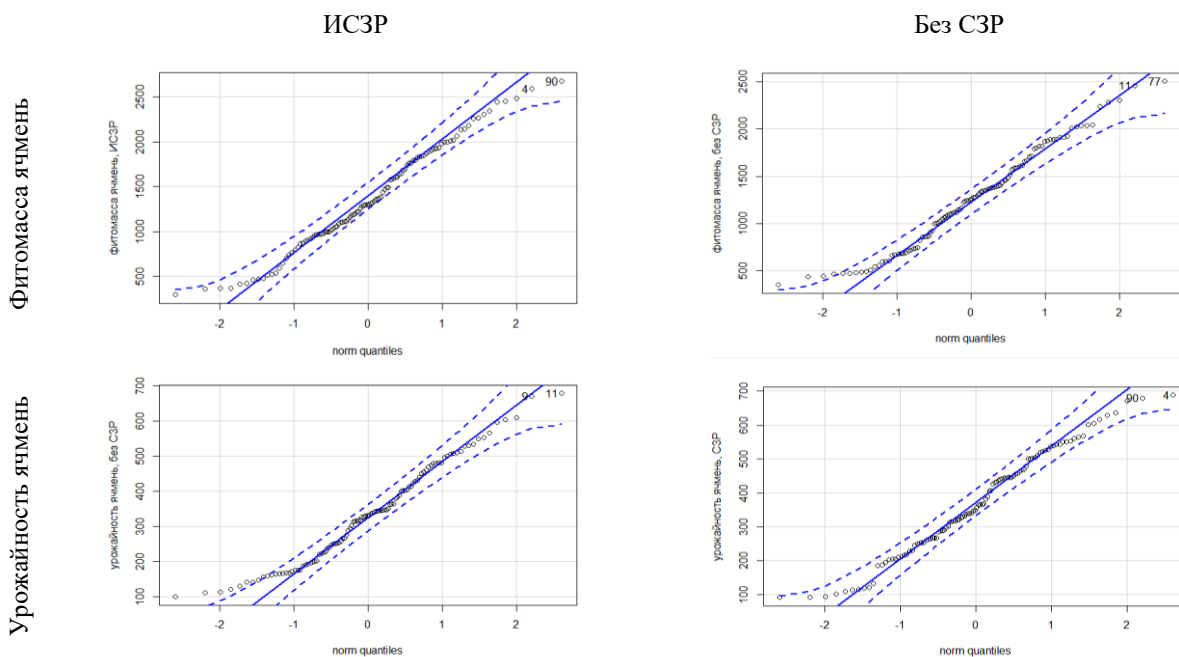 ИСЗР
Без СЗР
Фитомасса ячмень
фитомасса ячмень, ИСЗР
2500
2000
1500
1000
500
4
90
-2 -1 0 1 2
norm quantiles
фитомасса ячмень, без СЗР
2500
2000
1500
1000
500
11
77
-2 -1 0 1 2
norm quantiles
Урожайность ячмень
урожайность ячмень, без СЗР
700
600
500
400
300
200
100
9
11
-2 -1 0 1 2
norm quantiles
урожайность ячмень, СЗР
700
600
500
400
300
200
100
90
4
-2 -1 0 1 2
norm quantiles